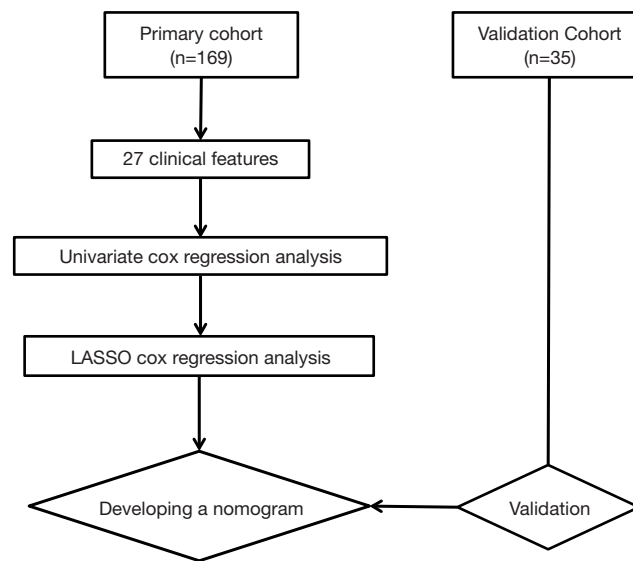 Primary cohort
(n=169)
Validation Cohort
(n=35)
27 clinical features
Univariate cox regression analysis
LASSO cox regression analysis
Developing a nomogram
Validation